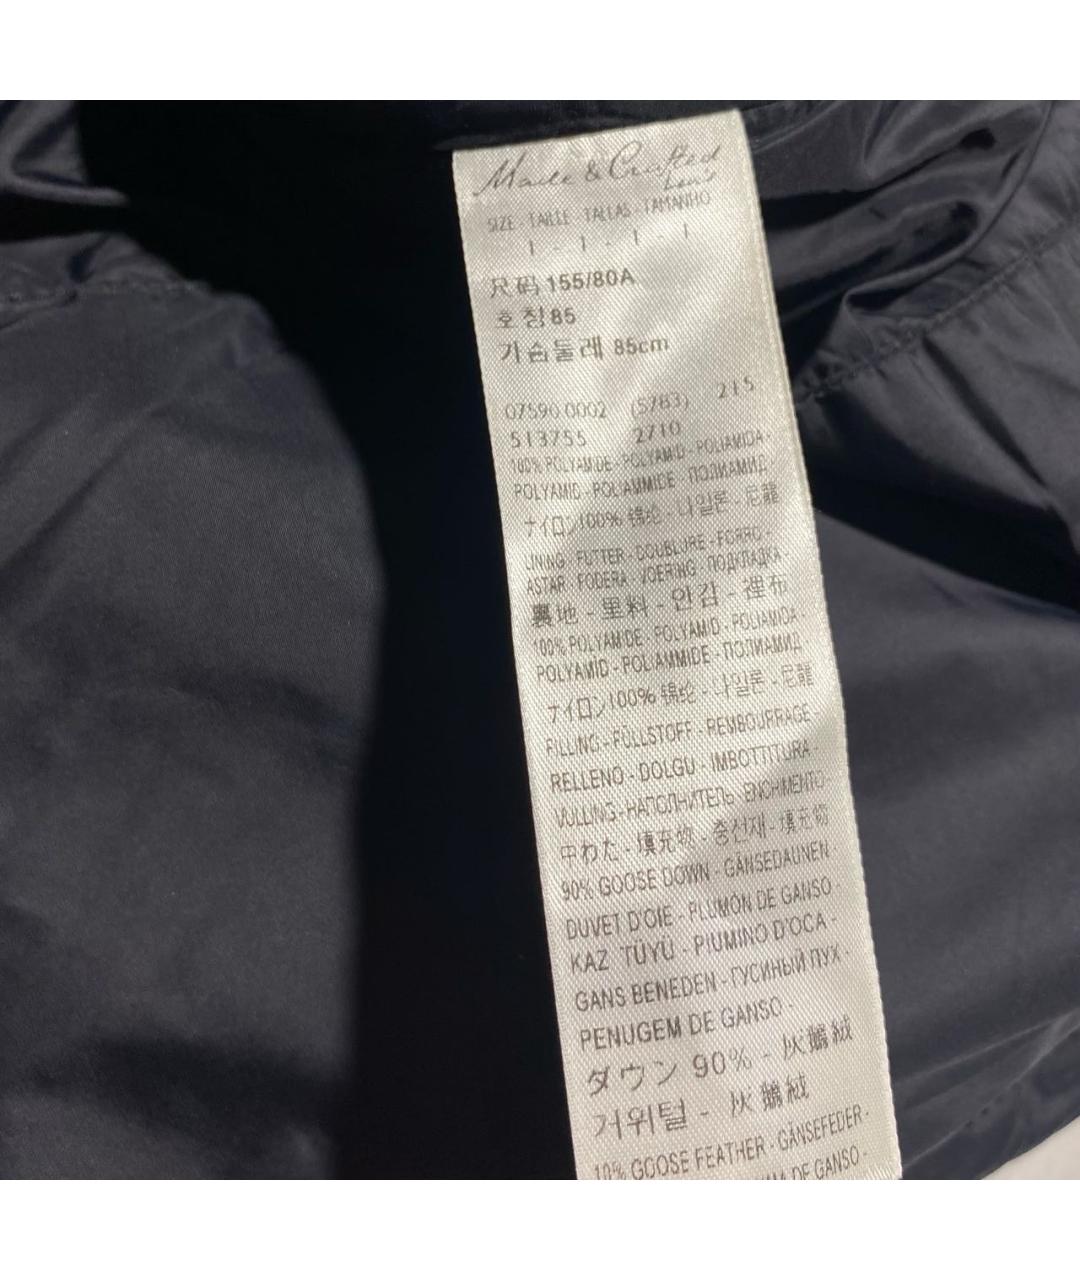 Made & Crafted
Levi's
SIZE - TAILLE - TALLAS - TAMANHO
1 - 1 - 1 - 1
尺码 155/80A
호칭 85
가슴둘레 85cm
07590 0002 (5783) 215
513755 2710
100% POLYAMIDE - POLYAMID - POLIAMIDA -
POLYAMID - POLIAMMIDE - ПОЛИАМИД -
ナイロン100% 锦纶 - 나일론 - 尼龍
LINING - FUTTER - DOUBLURE - FORRO -
ASTAR - FODERA - VOERING - ПОДКЛАДКА -
裏地 - 里料 - 안감 - 裡布
100% POLYAMIDE - POLYAMID - POLIAMIDA -
POLYAMID - POLIAMMIDE - ПОЛИАМИД
ナイロン100% 锦纶 - 나일론 - 尼龍
FILLING - FÜLLSTOFF - REMBOURRAGE
RELLENO - DOLGU - IMBOTTITURA -
VULLING - НАПОЛНИТЕЛЬ - ENCHIMENTO -
中わた - 填充物 - 충전재 - 填充物
90% GOOSE DOWN - GÄNSEDAUNEN
DUVET D'OIE - PLUMÓN DE GANSO
KAZ TÜYÜ - PIUMINO D'OCA -
GANS BENEDEN - ГУСИНЫЙ ПУХ -
PENUGEM DE GANSO -
ダウン 90% - 灰鵝絨
거위털 - 灰鵝絨
10% GOOSE FEATHER - GÄNSEFEDER -
DE GANSO -